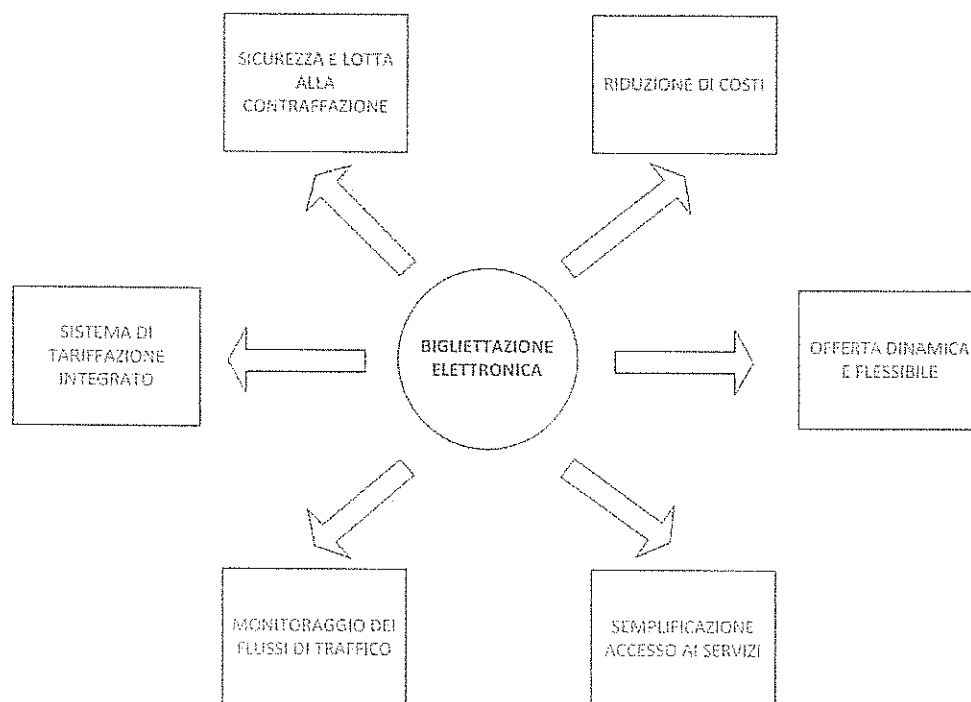 SICUREZZA E LOTTA
ALLA
CONTRAFFAZIONE
RIDUZIONE DI COSTI
SISTEMA DI
TARIFFAZIONE
INTEGRATO
BIGLIETTAZIONE
ELETTRONICA
OFFERTA DINAMICA
E FLESSIBILE
MONITORAGGIO DEI
FLUSSI DI TRAFFICO
SEMPLIFICAZIONE
ACCESSO AI SERVIZI